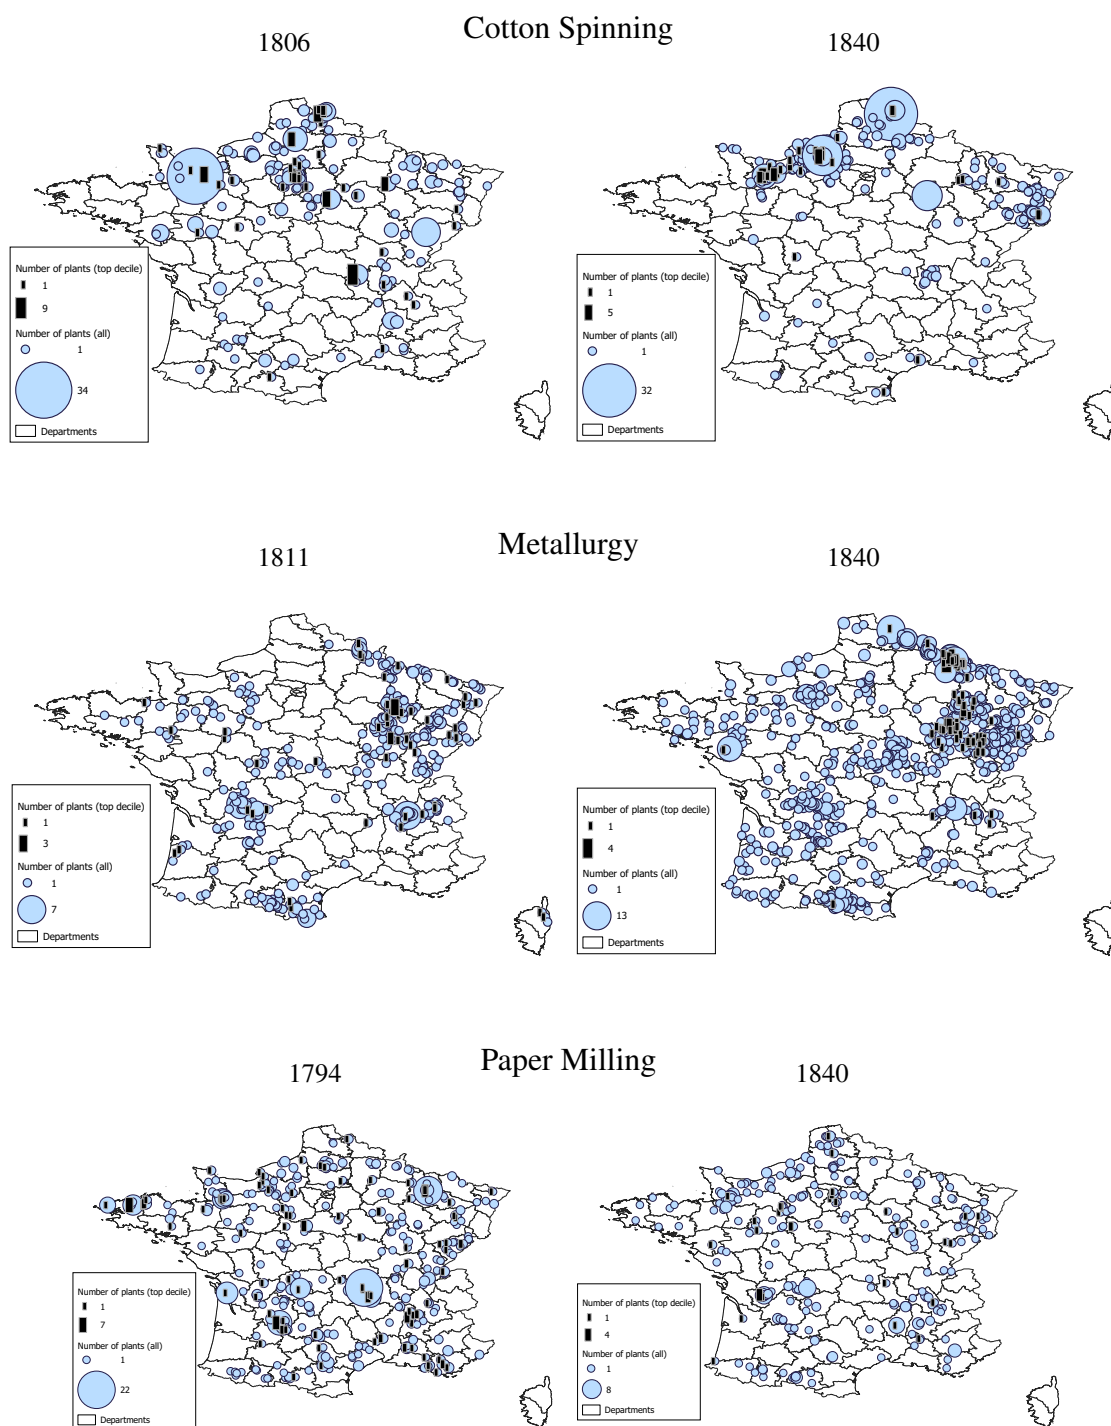 Cotton Spinning
1806
1840
Number of plants (top decile)
1
9
Number of plants (all)
1
34
Departments
Number of plants (top decile)
1
5
Number of plants (all)
1
32
Departments
Metallurgy
1811
1840
Number of plants (top decile)
1
3
Number of plants (all)
1
7
Departments
Number of plants (top decile)
1
4
Number of plants (all)
1
13
Departments
Paper Milling
1794
1840
Number of plants (top decile)
1
7
Number of plants (all)
1
22
Departments
Number of plants (top decile)
1
4
Number of plants (all)
1
8
Departments